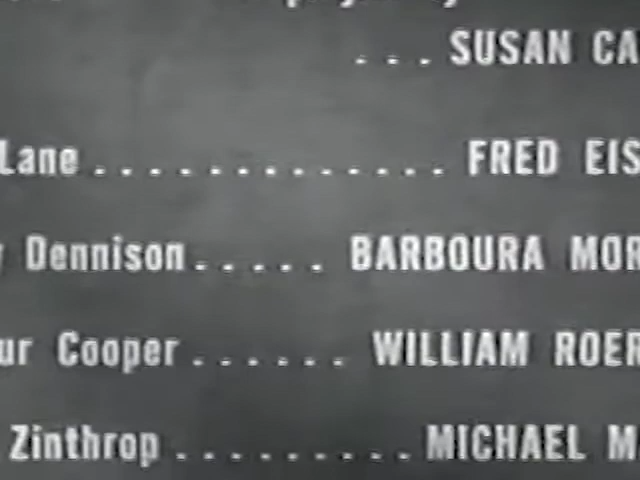 . . . SUSAN CA
Lane . . . . . . . . . . . . . FRED EIS
Dennison . . . . . BARBOURA MOR
ur Cooper . . . . . . WILLIAM ROER
Zinthrop . . . . . . . . . MICHAEL M